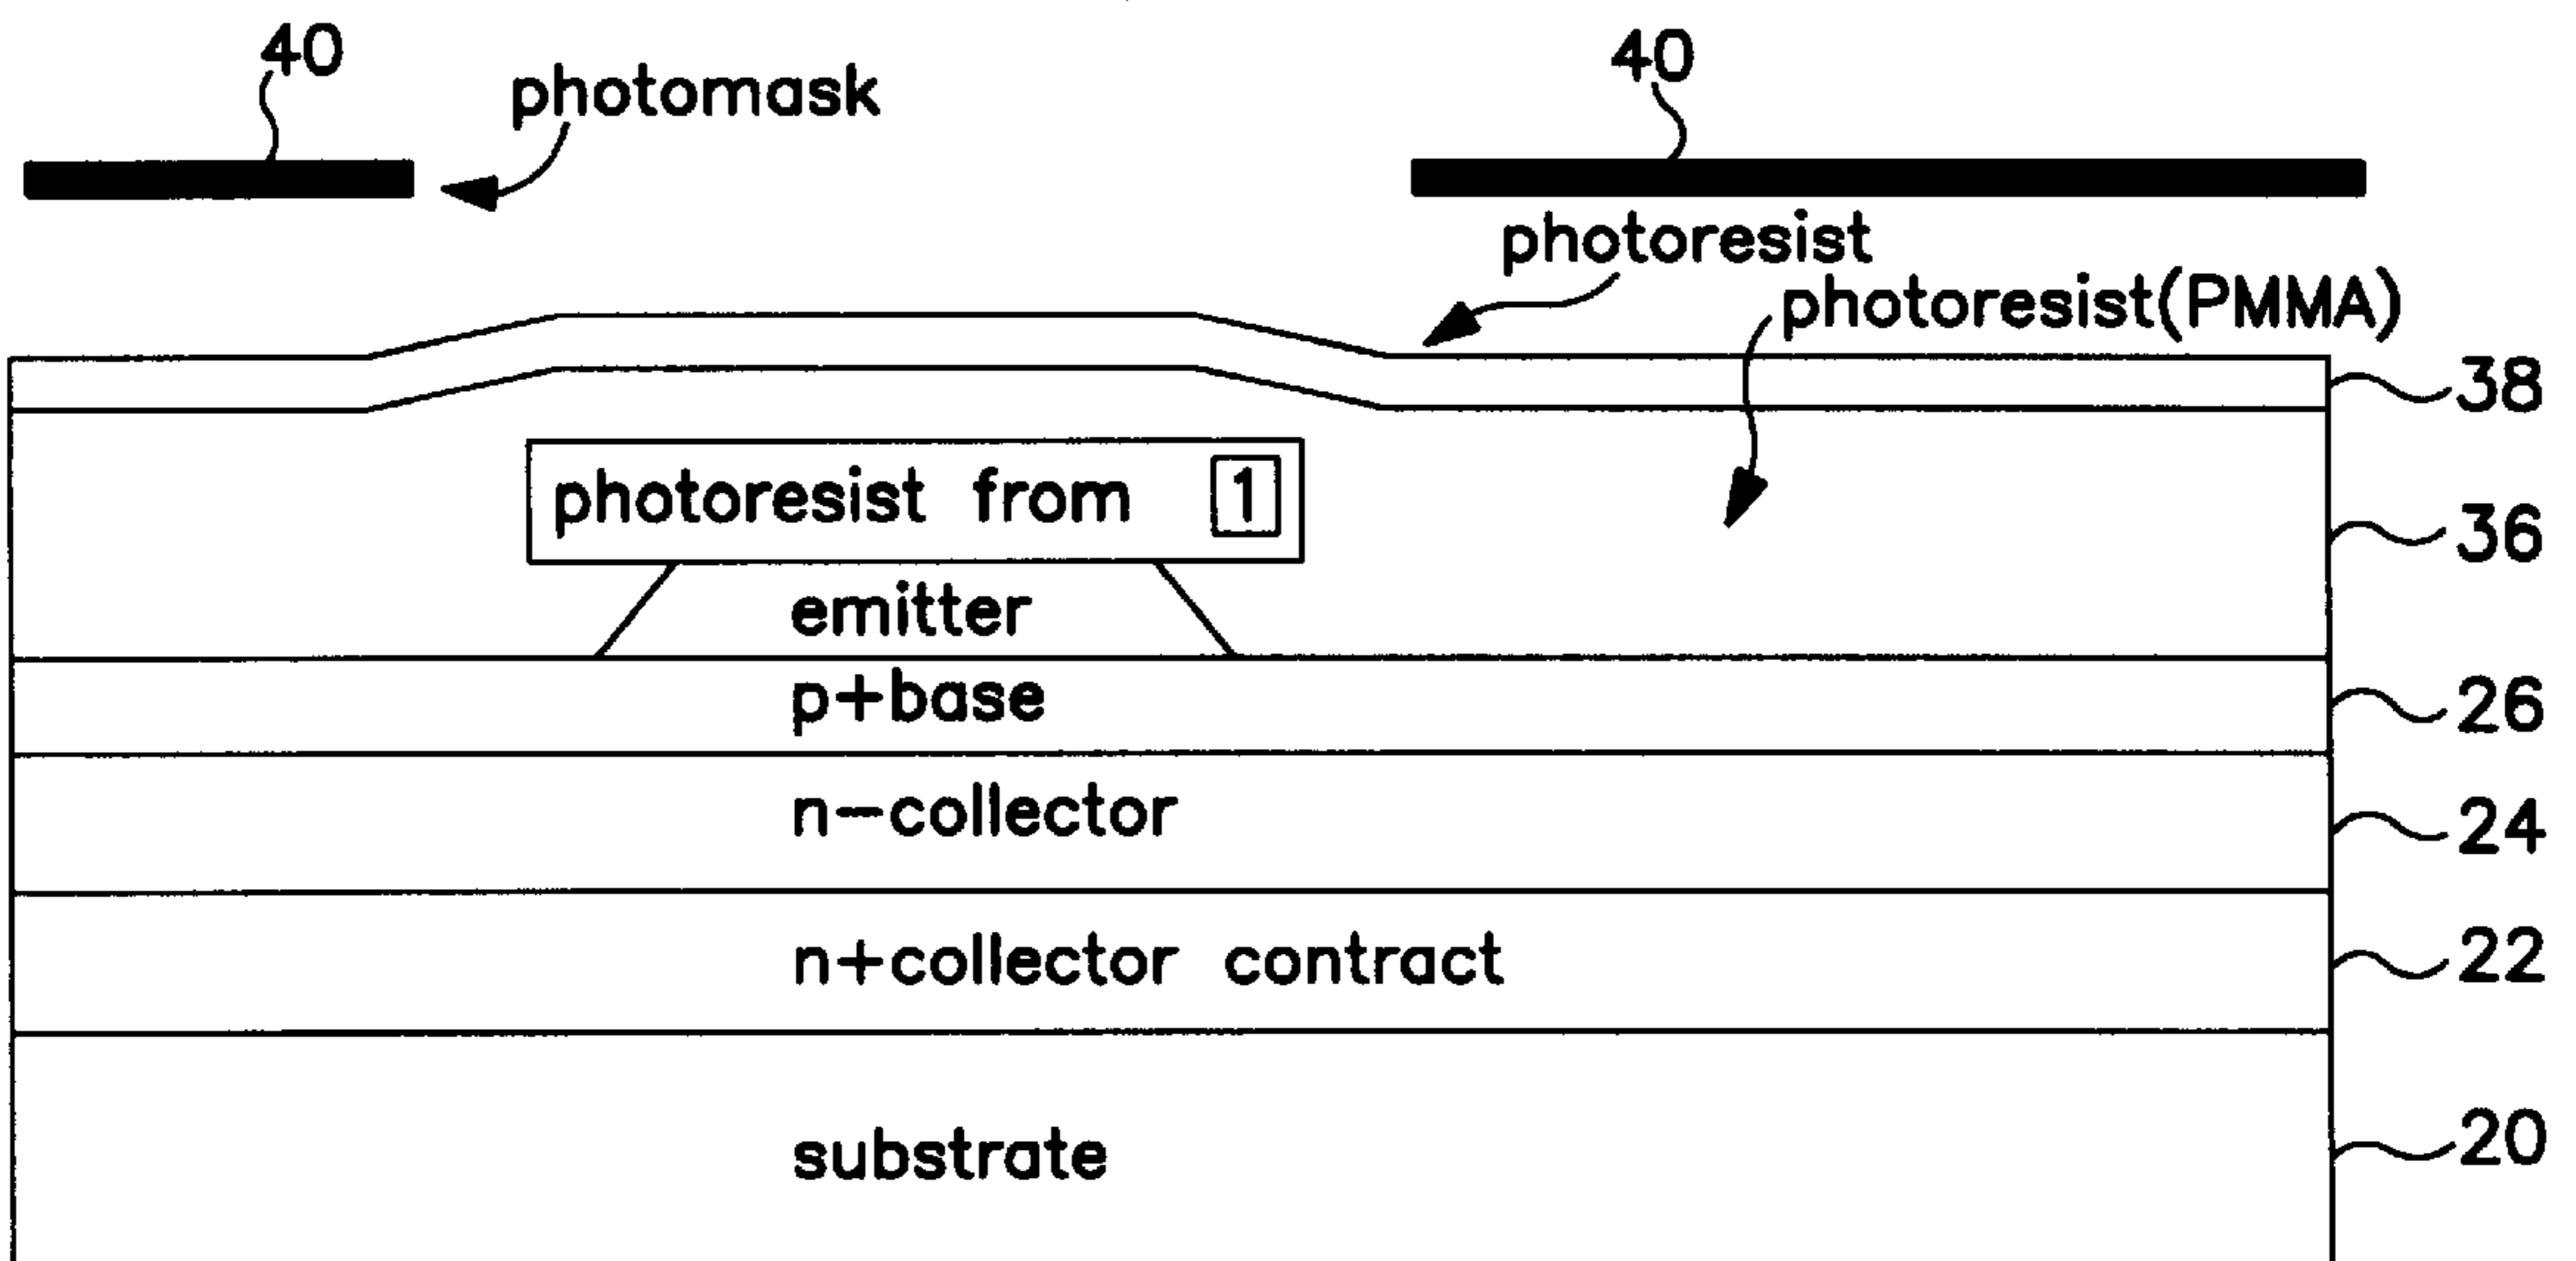 40
photomask
40
photoresist
photoresist(PMMA)
38
photoresist from 1
36
emitter
p+base
26
n-collector
24
n+collector contract
22
substrate
20